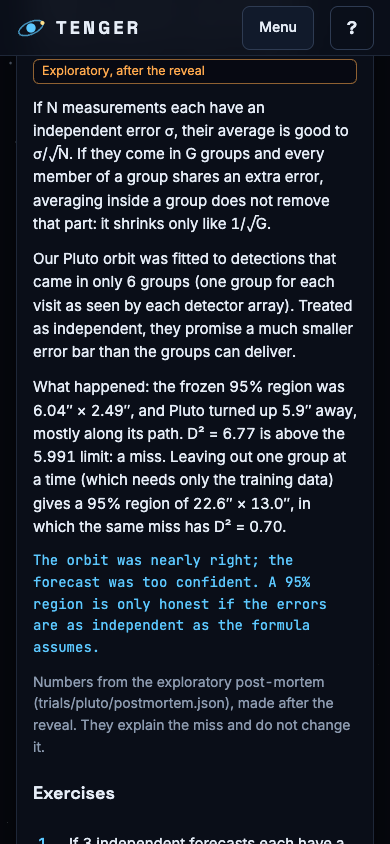 TENGER
Menu
?
Exploratory, after the reveal
If N measurements each have an
independent error σ, their average is good to
σ/√N. If they come in G groups and every
member of a group shares an extra error,
averaging inside a group does not remove
that part: it shrinks only like 1/√G.
Our Pluto orbit was fitted to detections that
came in only 6 groups (one group for each
visit as seen by each detector array). Treated
as independent, they promise a much smaller
error bar than the groups can deliver.
What happened: the frozen 95% region was
6.04″ × 2.49″, and Pluto turned up 5.9″ away,
mostly along its path. D² = 6.77 is above the
5.991 limit: a miss. Leaving out one group at
a time (which needs only the training data)
gives a 95% region of 22.6″ × 13.0″, in
which the same miss has D² = 0.70.
The orbit was nearly right; the
forecast was too confident. A 95%
region is only honest if the errors
are as independent as the formula
assumes.
Numbers from the exploratory post-mortem
(trials/pluto/postmortem.json), made after the
reveal. They explain the miss and do not change
it.
Exercises
1 If 3 independent forecasts each have a